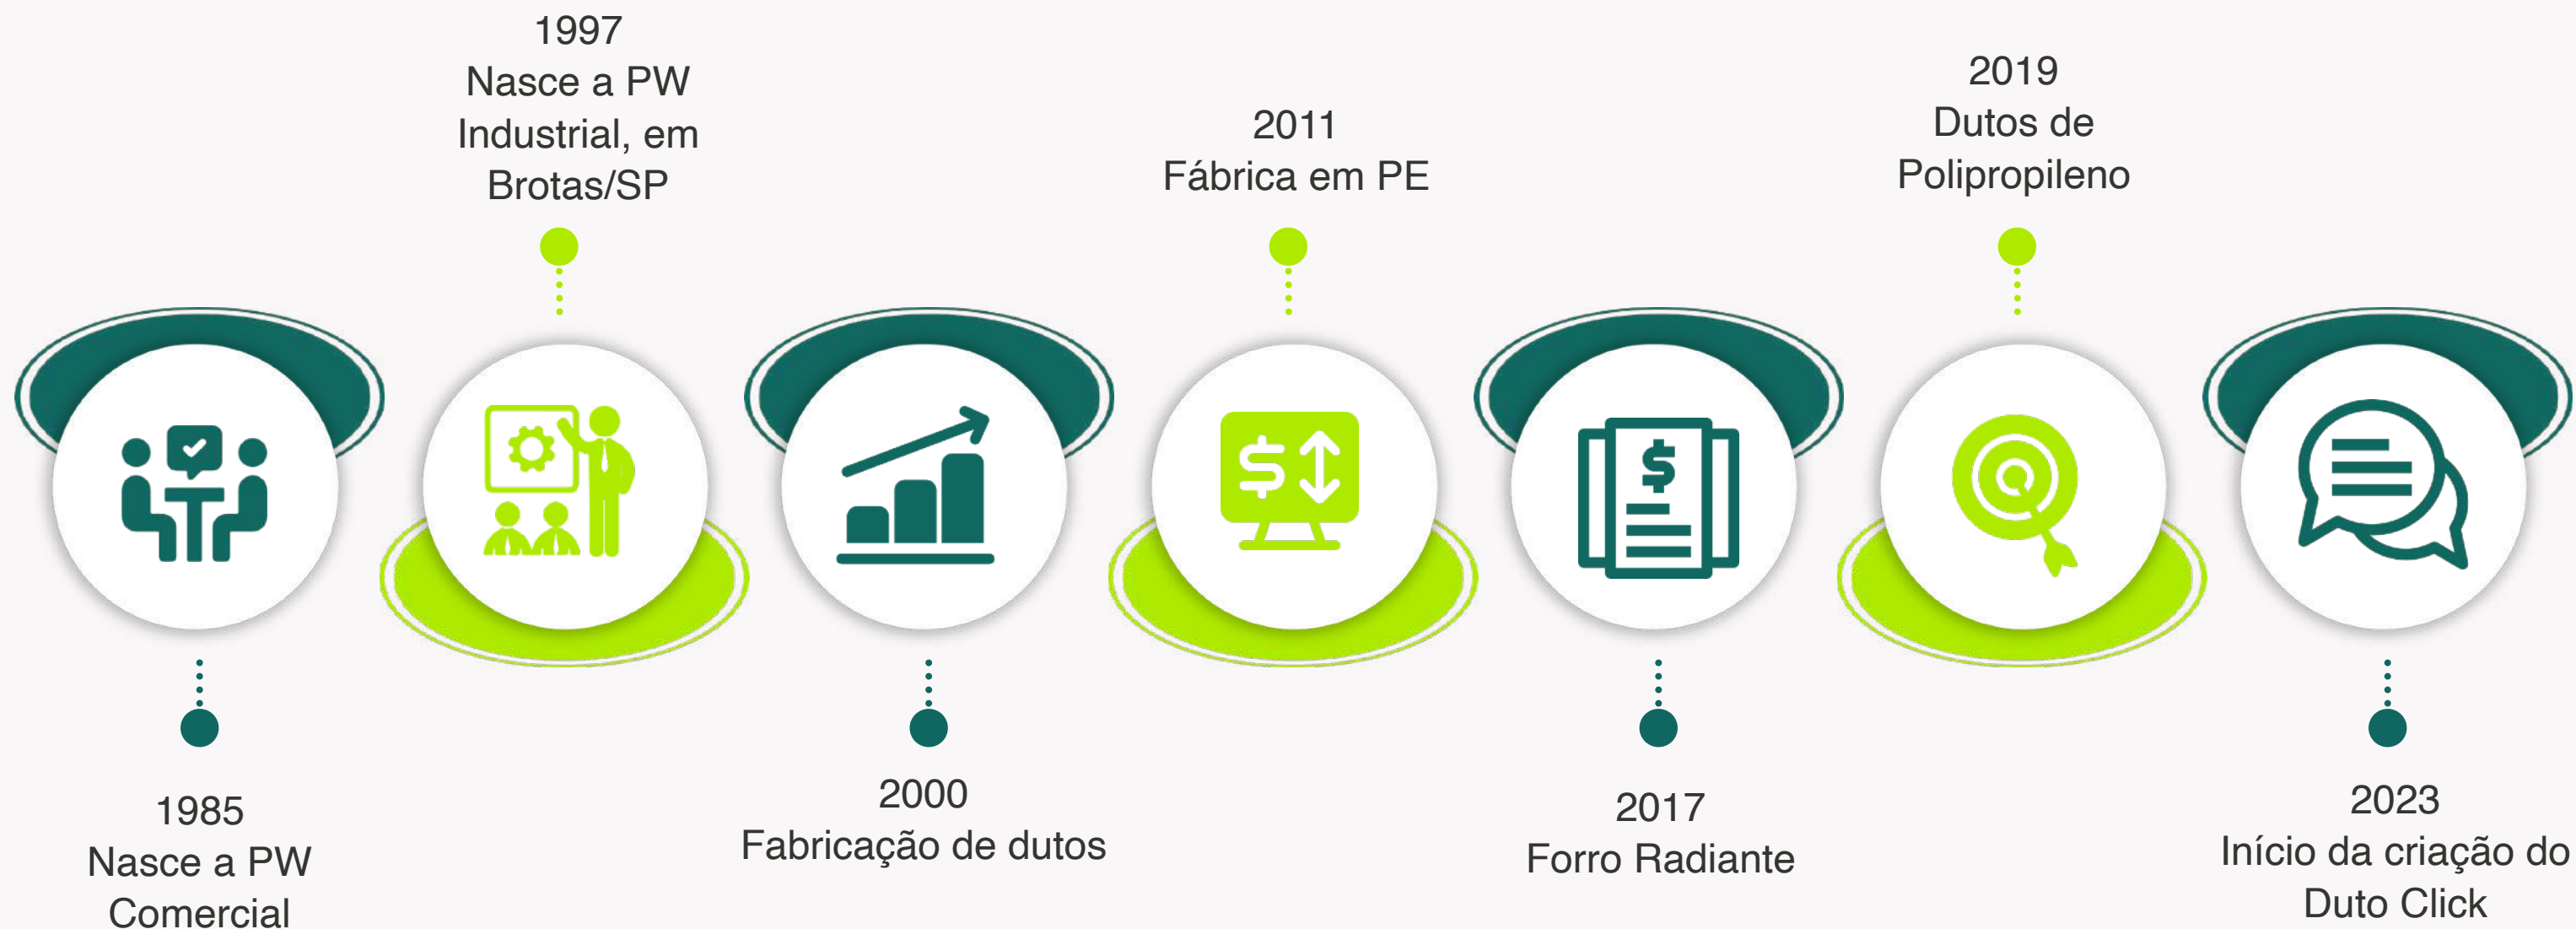 1985
Nasce a PW
Comercial
1997
Nasce a PW
Industrial, em
Brotas/SP
2000
Fabricação de dutos
2011
Fábrica em PE
2017
Forro Radiante
2019
Dutos de
Polipropileno
2023
Início da criação do
Duto Click
$
$